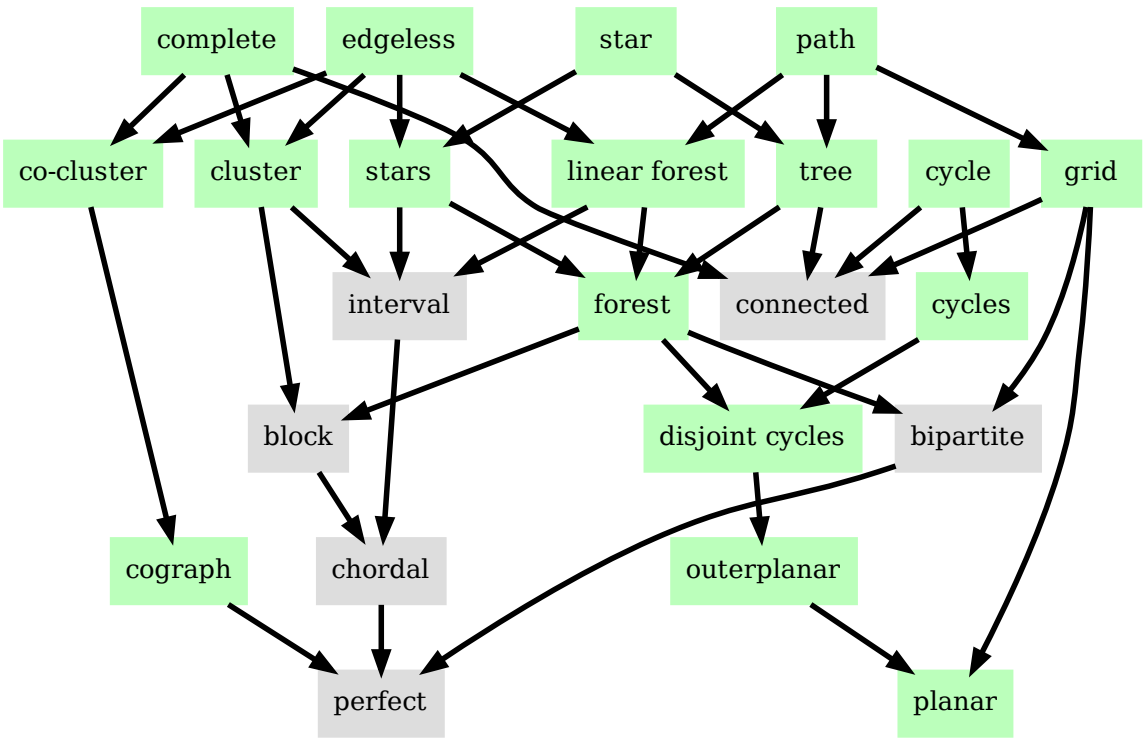 complete
edgeless
star
path
co-cluster
cluster
stars
linear forest
tree
cycle
grid
interval
forest
connected
cycles
block
disjoint cycles
bipartite
cograph
chordal
outerplanar
perfect
planar